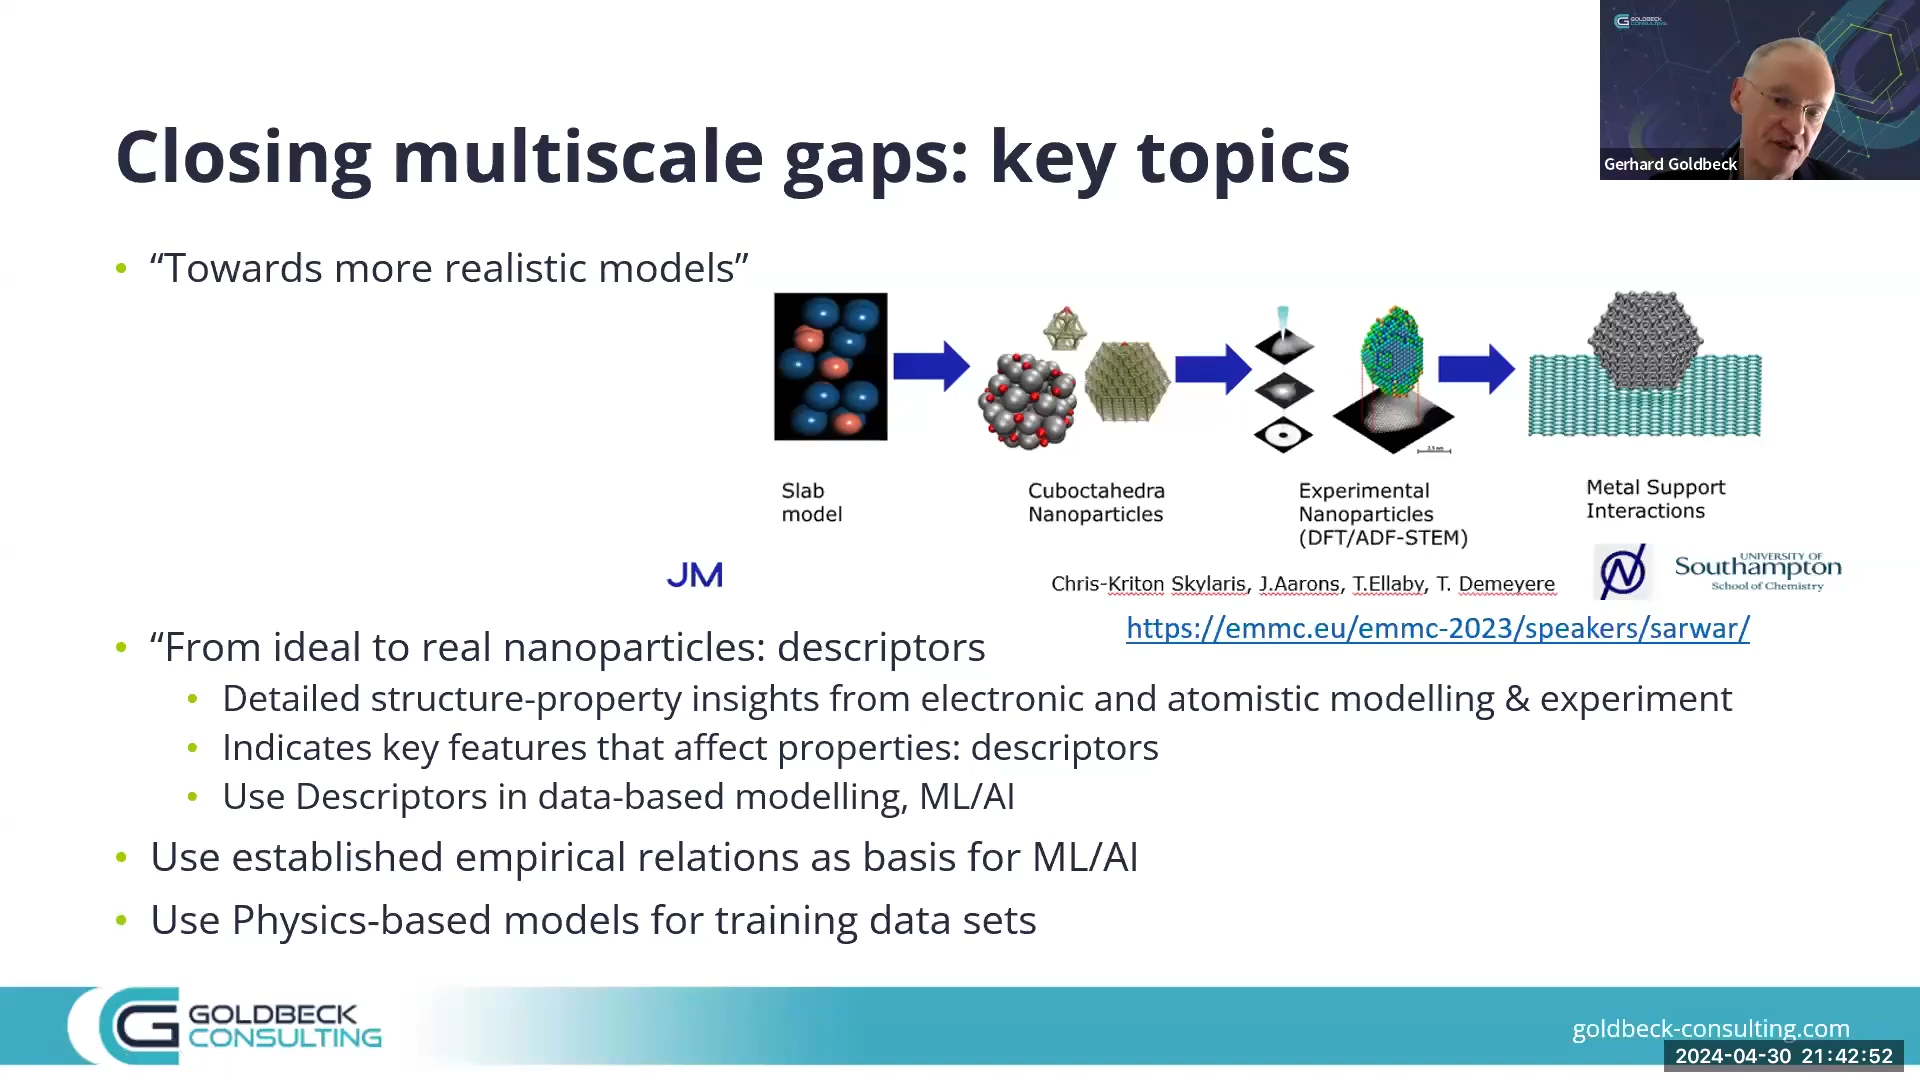 GOLDBECK
CONSULTING
Gerhard Goldbeck
Closing multiscale gaps: key topics
• “Towards more realistic models”
Slab
model
Cuboctahedra
Nanoparticles
Experimental
Nanoparticles
(DFT/ADF-STEM)
Metal Support
Interactions
JM
Chris-Kriton Skylaris, J.Aarons, T.Ellaby, T. Demeyere
UNIVERSITY OF
Southampton
School of Chemistry
https://emmc.eu/emmc-2023/speakers/sarwar/
• “From ideal to real nanoparticles: descriptors
• Detailed structure-property insights from electronic and atomistic modelling & experiment
• Indicates key features that affect properties: descriptors
• Use Descriptors in data-based modelling, ML/AI
• Use established empirical relations as basis for ML/AI
• Use Physics-based models for training data sets
GOLDBECK
CONSULTING
goldbeck-consulting.com
2024-04-30 21:42:52